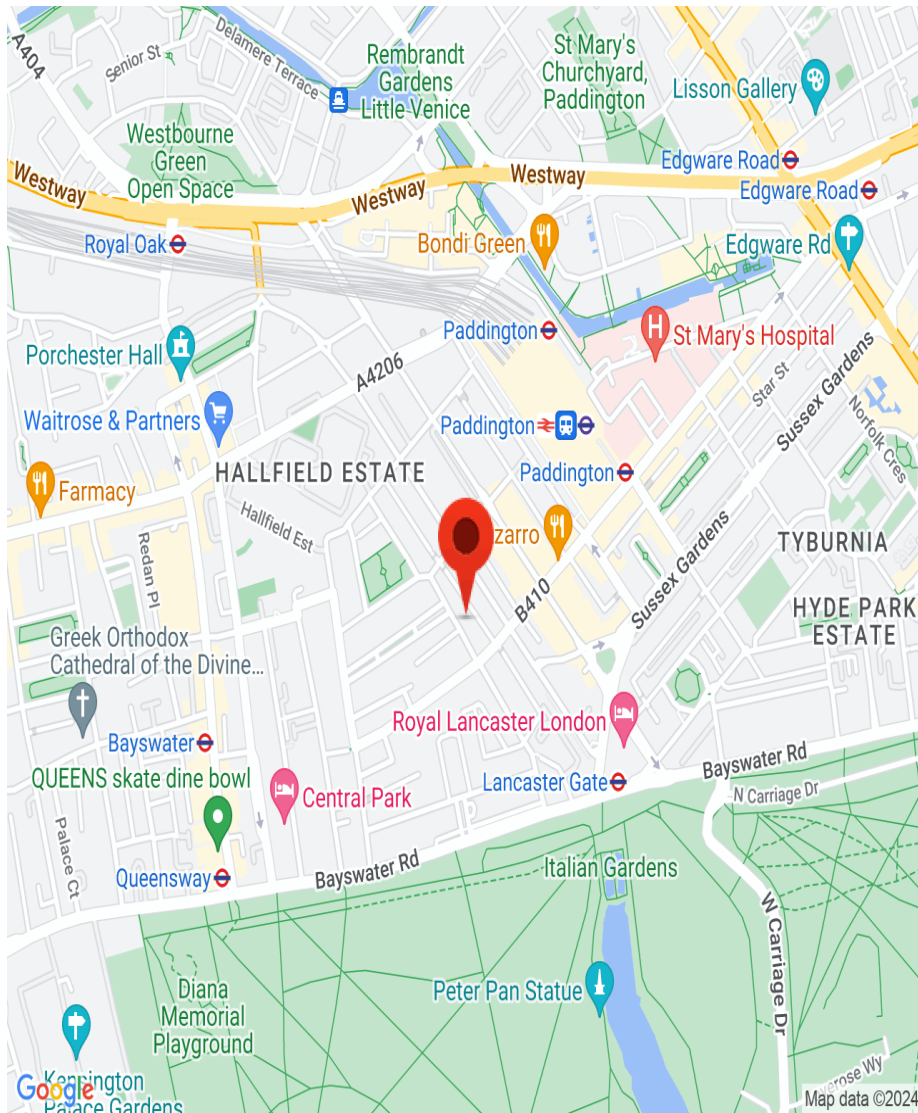 A404
Senior St
Delamere Terrace
Rembrandt
Gardens
Little Venice
St Mary's
Churchyard,
Paddington
Lisson Gallery
Westbourne
Green
Open Space
Edgware Road
Edgware Road
Westway
Westway
Westway
Royal Oak
Bondi Green
Edgware Rd
Paddington
H
St Mary's Hospital
Porchester Hall
A4206
Star St
Sussex Gardens
Norfolk Cres
Waitrose & Partners
Paddington
HALLFIELD ESTATE
Paddington
Farmacy
Hallfield Est
Redan Pl
zarro
B410
Sussex Gardens
TYBURNIA
HYDE PARK
ESTATE
Greek Orthodox
Cathedral of the Divine...
Royal Lancaster London
Bayswater
Bayswater Rd
QUEENS skate dine bowl
Lancaster Gate
N Carriage Dr
Central Park
Palace Ct
Queensway
Bayswater Rd
Italian Gardens
W Carriage Dr
Diana
Memorial
Playground
Peter Pan Statue
Google
Palace Gardens
Map data ©2024